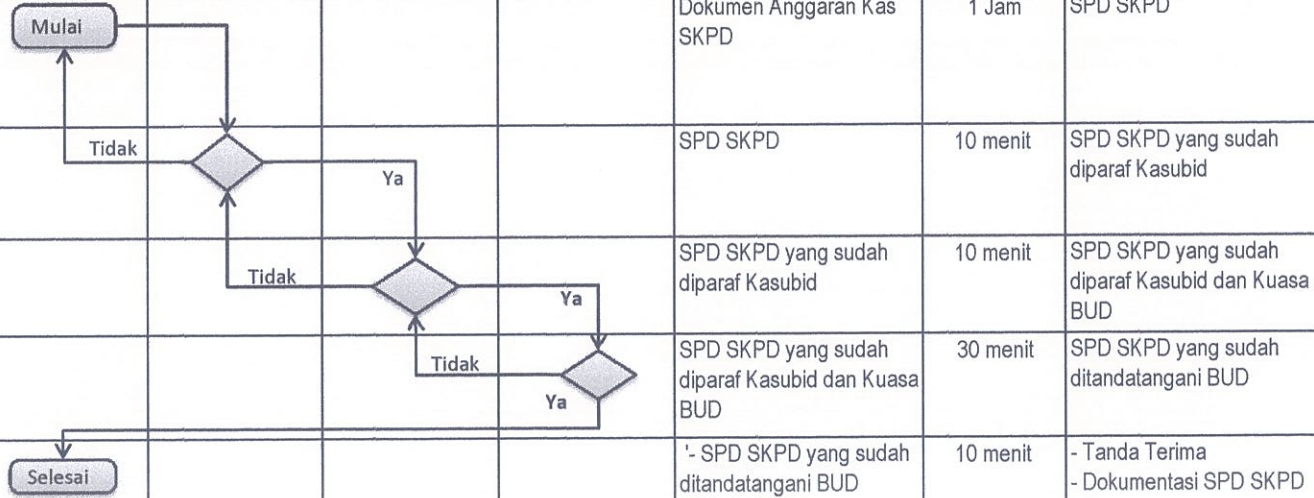 Mulai
Dokumen Anggaran Kas
SKPD
1 Jam
SPD SKPD
Tidak
Ya
SPD SKPD
10 menit
SPD SKPD yang sudah
diparaf Kasubid
Tidak
Ya
SPD SKPD yang sudah
diparaf Kasubid
10 menit
SPD SKPD yang sudah
diparaf Kasubid dan Kuasa
BUD
Tidak
Ya
SPD SKPD yang sudah
diparaf Kasubid dan Kuasa
BUD
30 menit
SPD SKPD yang sudah
ditandatangani BUD
Selesai
'- SPD SKPD yang sudah
ditandatangani BUD
10 menit
- Tanda Terima
- Dokumentasi SPD SKPD